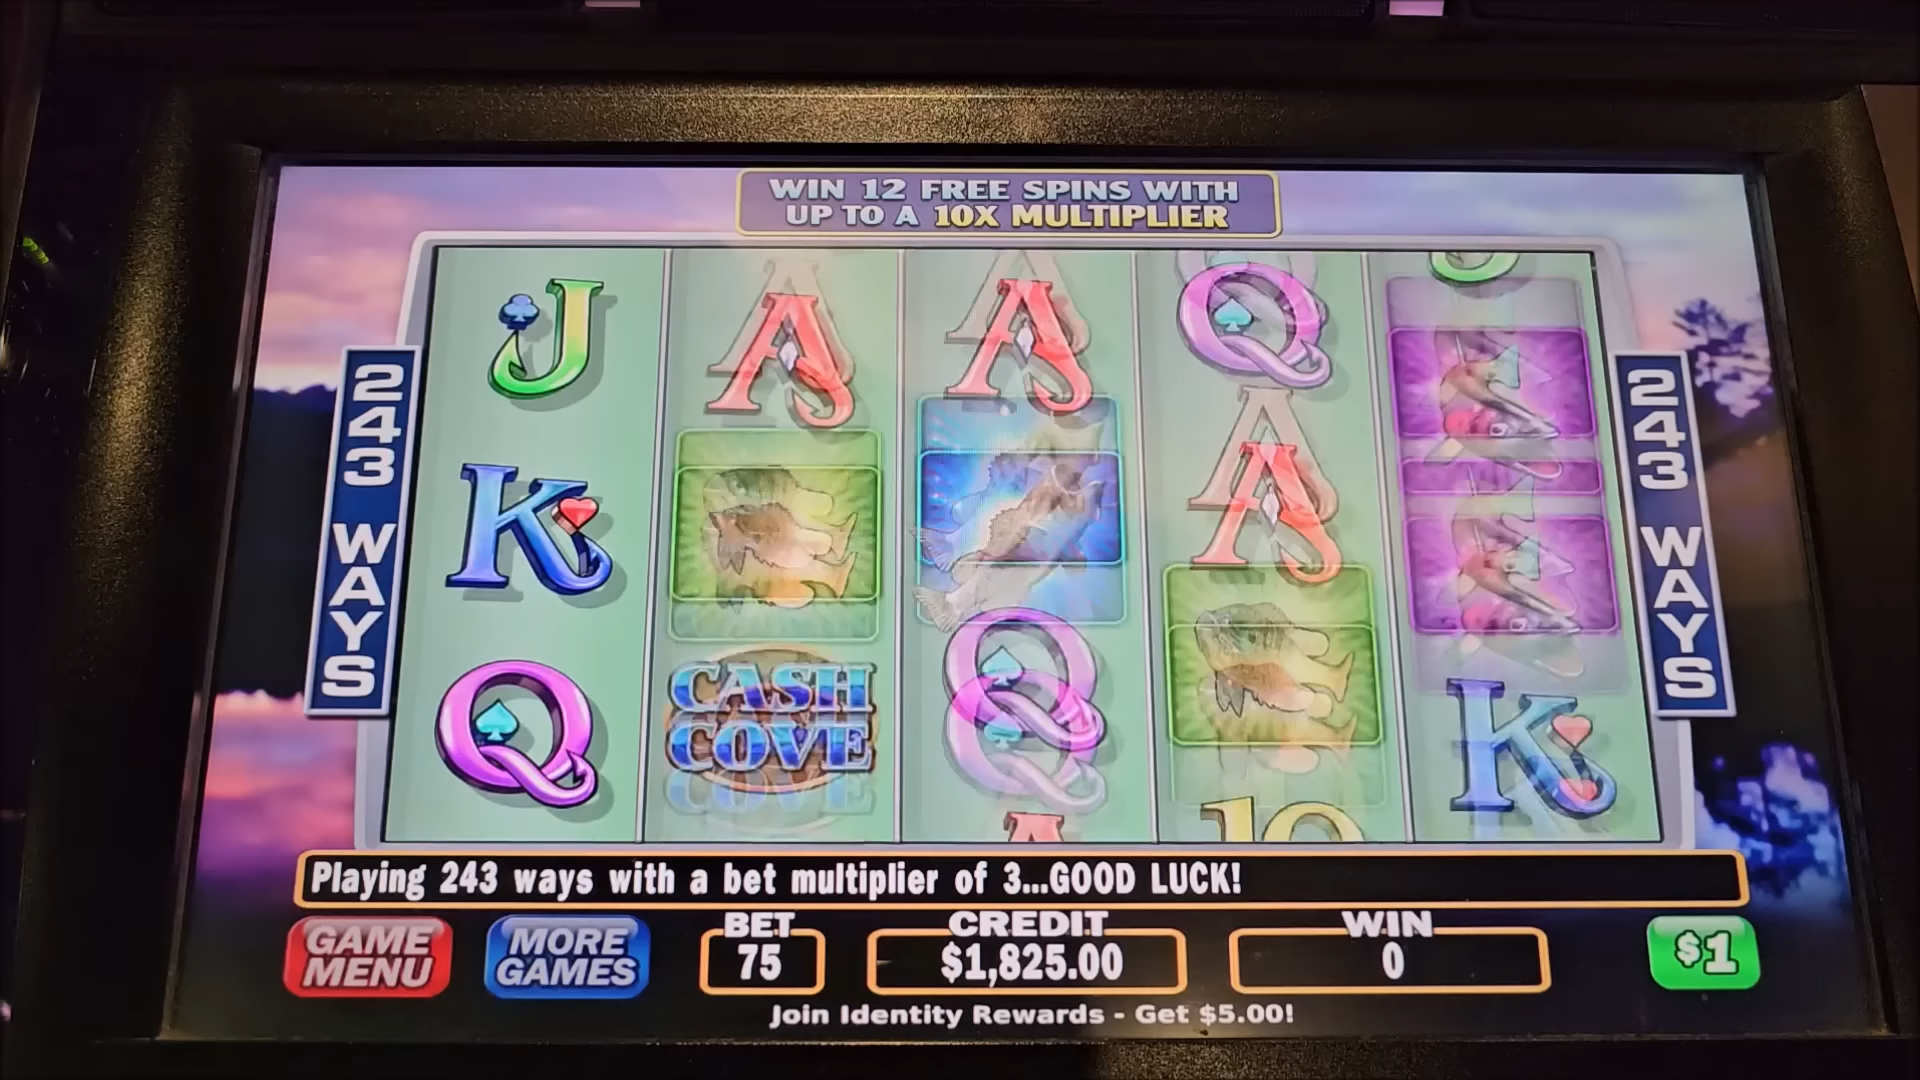 WIN 12 FREE SPINS WITH
UP TO A 10X MULTIPLIER
243 WAYS
243 WAYS
J
A
A
Q
K
A
Q
CASH
COVE
Q
K
A
10
Playing 243 ways with a bet multiplier of 3...GOOD LUCK!
GAME
MENU
MORE
GAMES
BET
75
CREDIT
$1,825.00
WIN
0
$1
Join Identity Rewards - Get $5.00!